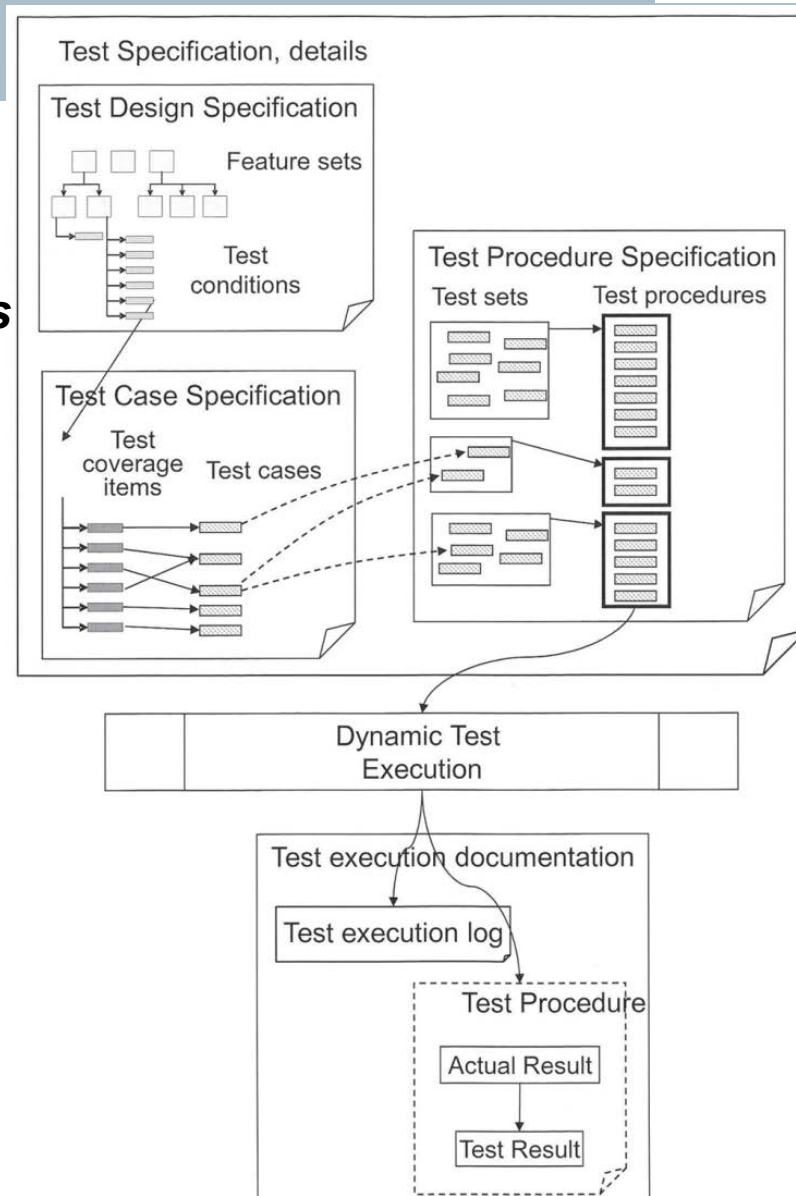 Test Specification, details
Test Design Specification
Feature sets
Test
conditions
s
Test Procedure Specification
Test sets
Test procedures
Test Case Specification
Test
coverage
items
Test cases
Dynamic Test
Execution
Test execution documentation
Test execution log
Test Procedure
Actual Result
Test Result